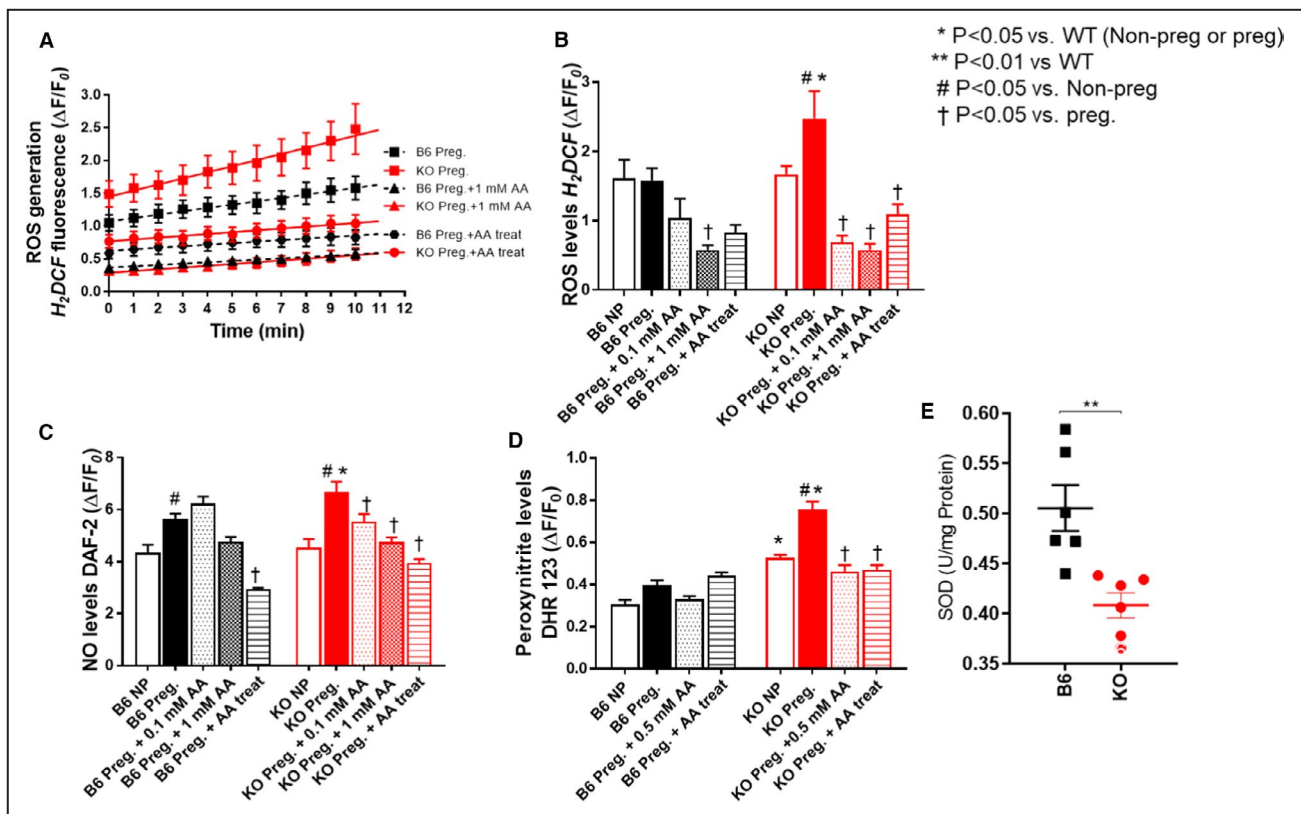 A
ROS generation
H2DCF fluorescence (ΔF/F0)
3.0
2.5
2.0
1.5
1.0
0.5
0.0
0 1 2 3 4 5 6 7 8 9 10 11 12
Time (min)
B6 Preg.
KO Preg.
B6 Preg.+1 mM AA
KO Preg.+1 mM AA
B6 Preg.+AA treat
KO Preg.+AA treat
B
ROS levels H2DCF (ΔF/F0)
3
2
1
0
†
# *
†
†
†
B6 NP
B6 Preg.
B6 Preg. + 0.1 mM AA
B6 Preg. + 1 mM AA
B6 Preg. + AA treat
KO NP
KO Preg.
KO Preg. + 0.1 mM AA
KO Preg. +1 mM AA
KO Preg. + AA treat
* P<0.05 vs. WT (Non-preg or preg)
** P<0.01 vs WT
# P<0.05 vs. Non-preg
† P<0.05 vs. preg.
C
NO levels DAF-2 (ΔF/F0)
8
6
4
2
0
#
†
# *
†
†
†
B6 NP
B6 Preg.
B6 Preg. + 0.1 mM AA
B6 Preg. + 1 mM AA
B6 Preg. + AA treat
KO NP
KO Preg.
KO Preg. + 0.1 mM AA
KO Preg. + 1 mM AA
KO Preg. + AA treat
D
Peroxynitrite levels
DHR 123 (ΔF/F0)
1.0
0.8
0.6
0.4
0.2
0.0
*
# *
†
†
B6 NP
B6 Preg.
B6 Preg. + 0.5 mM AA
B6 Preg. + AA treat
KO NP
KO Preg.
KO Preg. +0.5 mM AA
KO Preg. + AA treat
E
SOD (U/mg Protein)
0.60
0.55
0.50
0.45
0.40
0.35
**
B6
KO